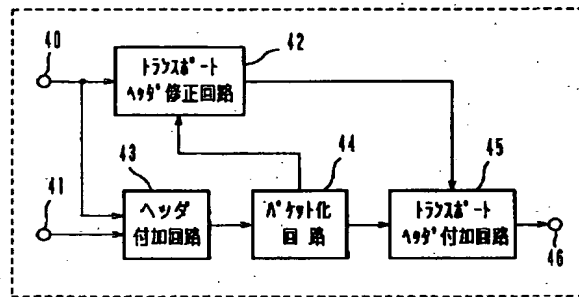 40
42
トランスポート
ヘッダ修正回路
41
43
ヘッダ
付加回路
44
パケット化
回路
45
トランスポート
ヘッダ付加回路
46